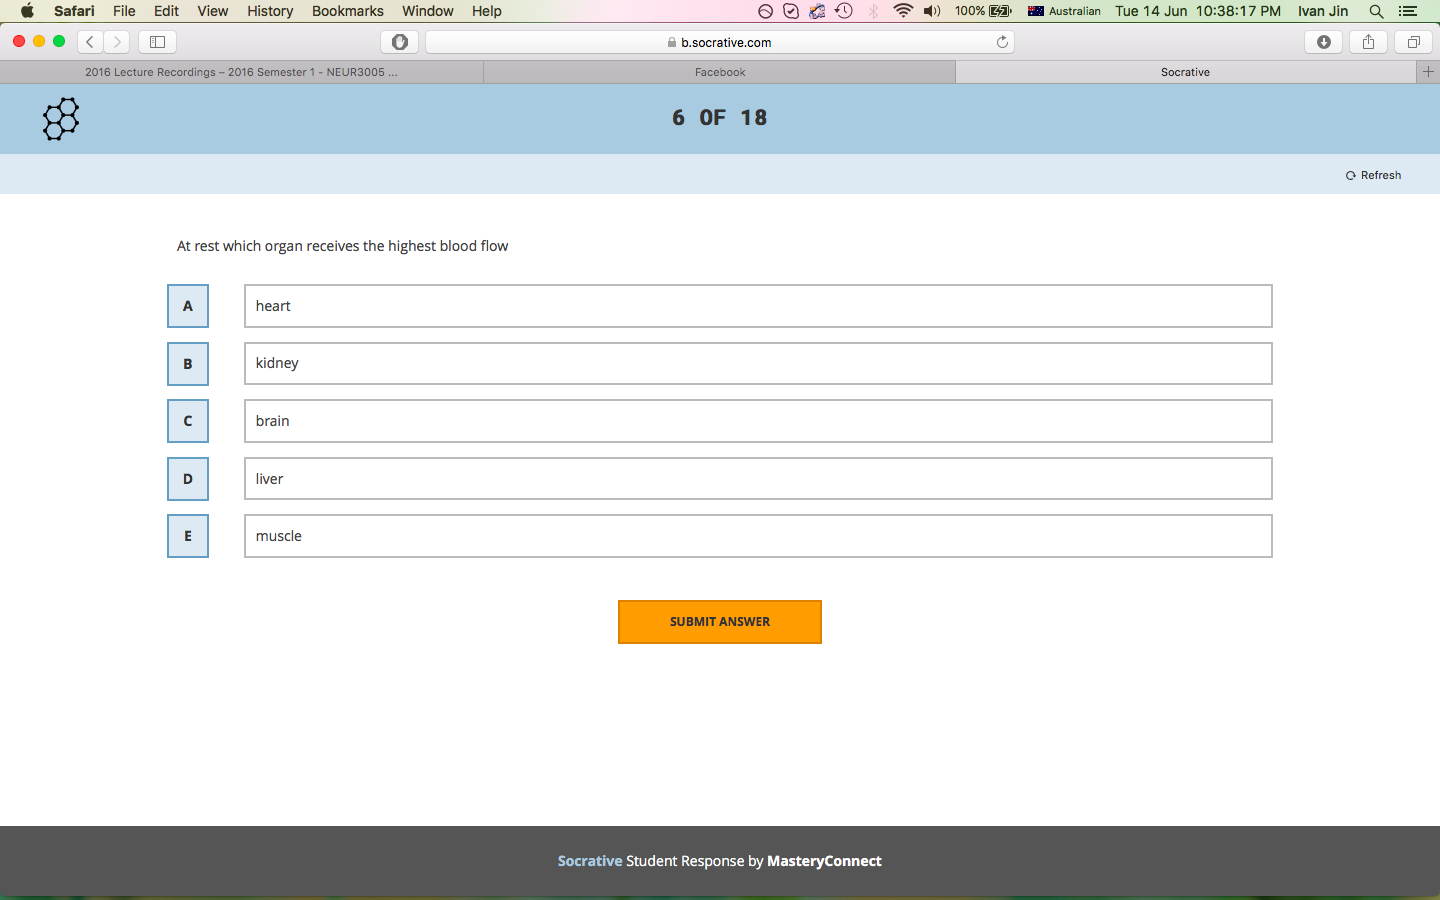 Safari File Edit View History Bookmarks Window Help 100% Australian Tue 14 Jun 10:38:17 PM Ivan Jin
b.socrative.com
2016 Lecture Recordings – 2016 Semester 1 - NEUR3005 ... Facebook Socrative
6 OF 18
Refresh
At rest which organ receives the highest blood flow
A heart
B kidney
C brain
D liver
E muscle
SUBMIT ANSWER
Socrative Student Response by MasteryConnect